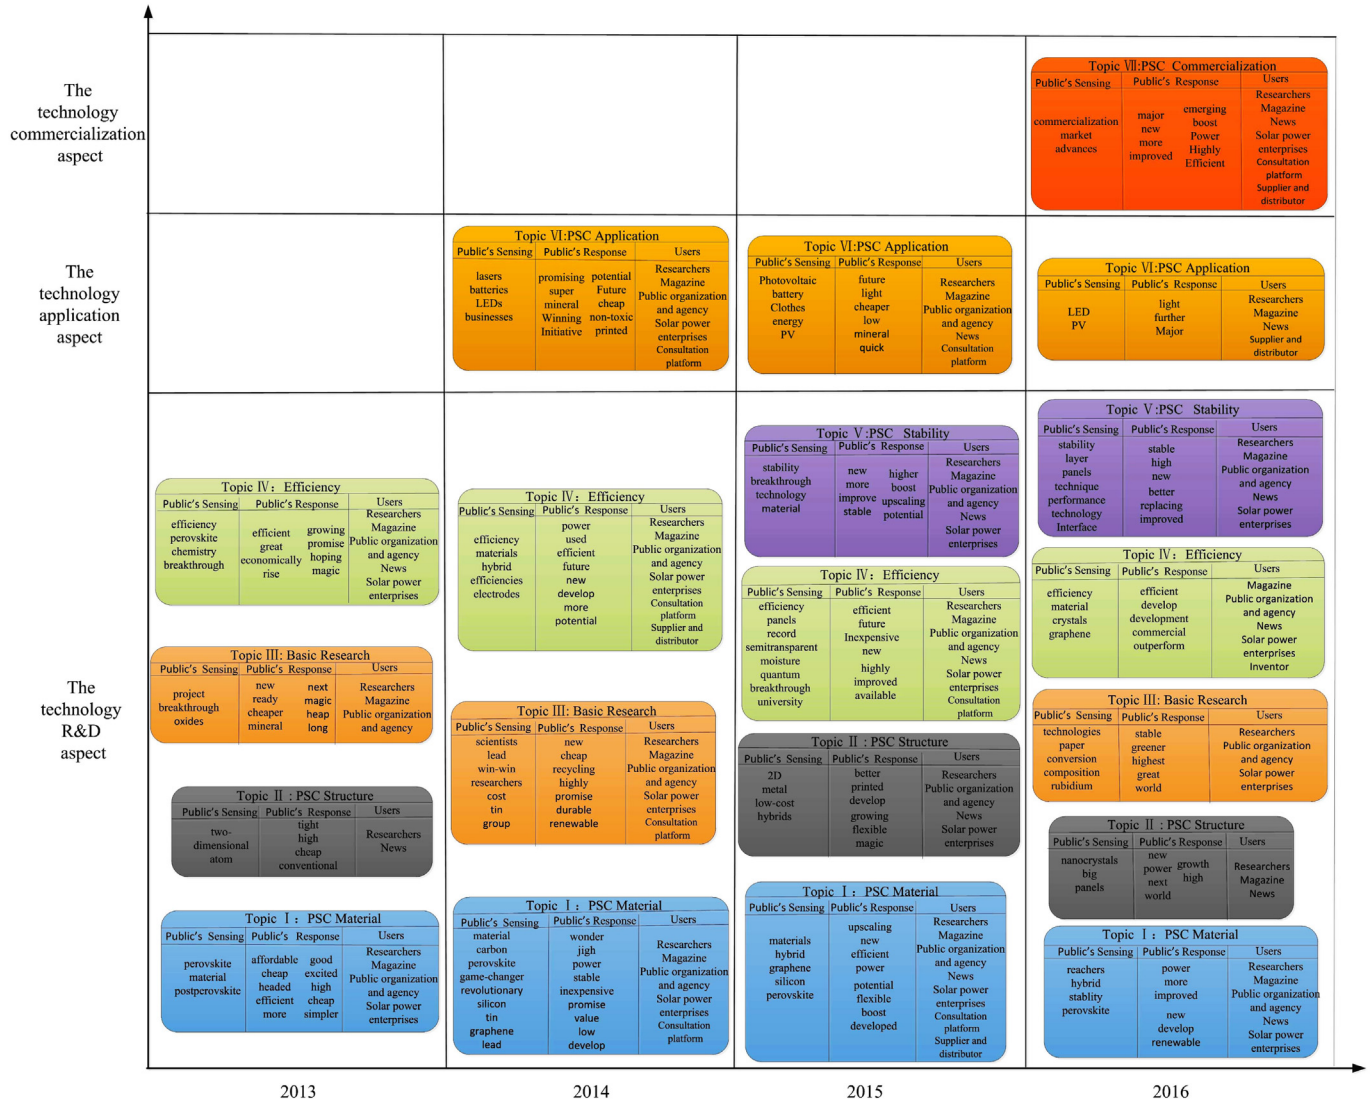 The
technology
commercialization
aspect
Topic Ⅶ:PSC Commercialization
Public's Sensing
commercialization
market
advances
Public's Response
major
new
more
improved
emerging
boost
Power
Highly
Efficient
Users
Researchers
Magazine
News
Solar power
enterprises
Consultation
platform
Supplier and
distributor
The
technology
application
aspect
Topic Ⅵ:PSC Application
Public's Sensing
lasers
batteries
LEDs
businesses
Public's Response
promising
super
mineral
Winning
Initiative
potential
Future
cheap
non-toxic
printed
Users
Researchers
Magazine
Public organization
and agency
Solar power
enterprises
Consultation
platform
Topic Ⅵ:PSC Application
Public's Sensing
Photovoltaic
battery
Clothes
energy
PV
Public's Response
future
light
cheaper
low
mineral
quick
Users
Researchers
Magazine
Public organization
and agency
News
Consultation
platform
Topic Ⅵ:PSC Application
Public's Sensing
LED
PV
Public's Response
light
further
Major
Users
Researchers
Magazine
News
Supplier and
distributor
The
technology
R&D
aspect
Topic Ⅳ: Efficiency
Public's Sensing
efficiency
perovskite
chemistry
breakthrough
Public's Response
efficient
great
economically
rise
growing
promise
hoping
magic
Users
Researchers
Magazine
Public organization
and agency
News
Solar power
enterprises
Topic Ⅲ: Basic Research
Public's Sensing
project
breakthrough
oxides
Public's Response
new
ready
cheaper
mineral
next
magic
heap
long
Users
Researchers
Magazine
Public organization
and agency
Topic Ⅱ: PSC Structure
Public's Sensing
two-
dimensional
atom
Public's Response
tight
high
cheap
conventional
Users
Researchers
News
Topic Ⅰ: PSC Material
Public's Sensing
perovskite
material
postperovskite
Public's Response
affordable
cheap
headed
efficient
more
good
excited
high
cheap
simpler
Users
Researchers
Magazine
Public organization
and agency
Solar power
enterprises
Topic Ⅳ: Efficiency
Public's Sensing
efficiency
materials
hybrid
efficiencies
electrodes
Public's Response
power
used
efficient
future
new
develop
more
potential
Users
Researchers
Magazine
Public organization
and agency
Solar power
enterprises
Consultation
platform
Supplier and
distributor
Topic Ⅲ: Basic Research
Public's Sensing
scientists
lead
win-win
researchers
cost
tin
group
Public's Response
new
cheap
recycling
highly
promise
durable
renewable
Users
Researchers
Magazine
Public organization
and agency
Solar power
enterprises
Consultation
platform
Topic Ⅰ: PSC Material
Public's Sensing
material
carbon
perovskite
game-changer
revolutionary
silicon
tin
graphene
lead
Public's Response
wonder
jigh
power
stable
inexpensive
promise
value
low
develop
Users
Researchers
Magazine
Public organization
and agency
Solar power
enterprises
Consultation
platform
Topic Ⅴ:PSC Stability
Public's Sensing
stability
breakthrough
technology
material
Public's Response
new
more
improve
stable
higher
boost
upscaling
potential
Users
Researchers
Magazine
Public organization
and agency
News
Solar power
enterprises
Topic Ⅳ: Efficiency
Public's Sensing
efficiency
panels
record
semitransparent
moisture
quantum
breakthrough
university
Public's Response
efficient
future
Inexpensive
new
highly
improved
available
Users
Researchers
Magazine
Public organization
and agency
News
Solar power
enterprises
Consultation
platform
Topic Ⅱ: PSC Structure
Public's Sensing
2D
metal
low-cost
hybrids
Public's Response
better
printed
develop
growing
flexible
magic
Users
Researchers
Public organization
and agency
News
Solar power
enterprises
Topic Ⅰ: PSC Material
Public's Sensing
materials
hybrid
graphene
silicon
perovskite
Public's Response
upscaling
new
efficient
power
potential
flexible
boost
developed
Users
Researchers
Magazine
Public organization
and agency
News
Solar power
enterprises
Consultation
platform
Supplier and
distributor
Topic Ⅴ:PSC Stability
Public's Sensing
stability
layer
panels
technique
performance
technology
Interface
Public's Response
stable
high
new
better
replacing
improved
Users
Researchers
Magazine
Public organization
and agency
News
Solar power
enterprises
Topic Ⅳ: Efficiency
Public's Sensing
efficiency
material
crystals
graphene
Public's Response
efficient
develop
development
commercial
outperform
Users
Magazine
Public organization
and agency
News
Solar power
enterprises
Inventor
Topic Ⅲ: Basic Research
Public's Sensing
technologies
paper
conversion
composition
rubidium
Public's Response
stable
greener
highest
great
world
Users
Researchers
Public organization
and agency
Solar power
enterprises
Topic Ⅱ: PSC Structure
Public's Sensing
nanocrystals
big
panels
Public's Response
new
power
next
world
growth
high
Users
Researchers
Magazine
News
Topic Ⅰ: PSC Material
Public's Sensing
reachers
hybrid
stablity
perovskite
Public's Response
power
more
improved
new
develop
renewable
Users
Researchers
Magazine
Public organization
and agency
News
Solar power
enterprises
2013
2014
2015
2016